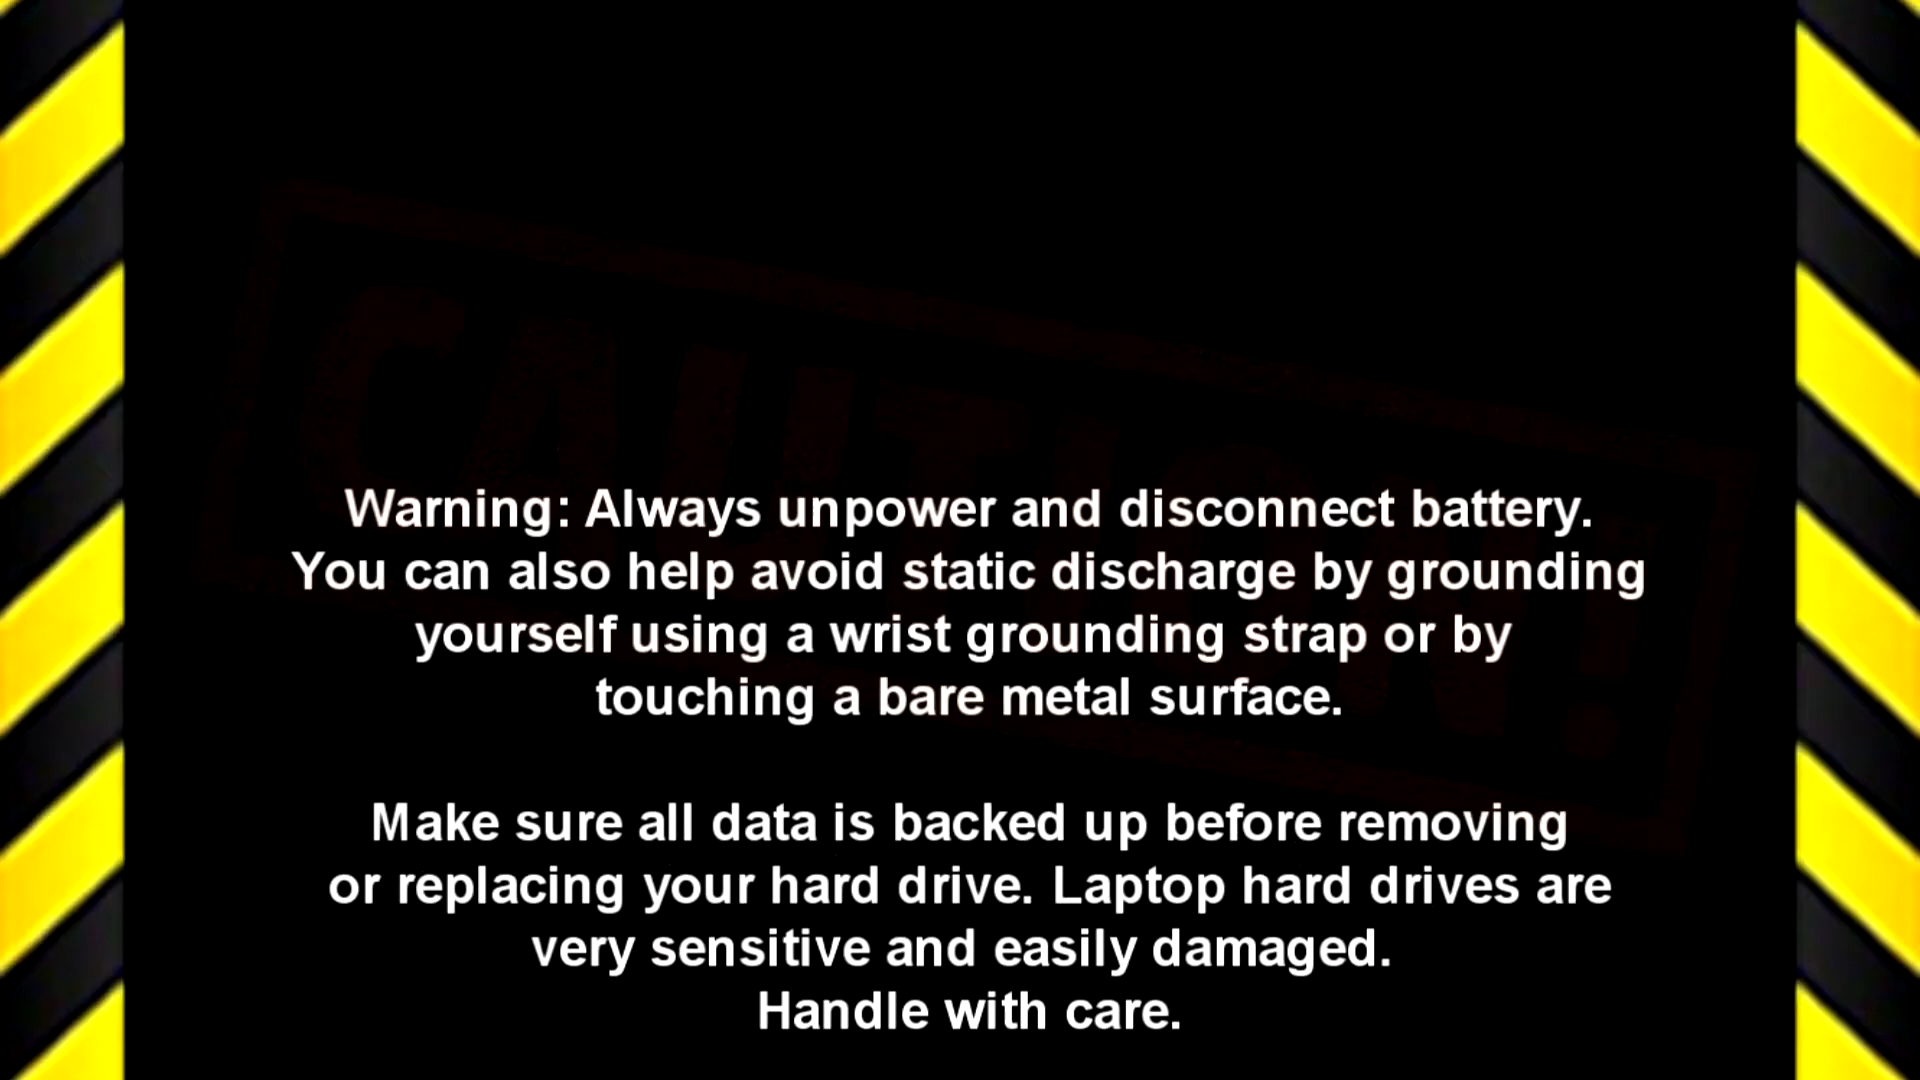 CAUTION!
Warning: Always unpower and disconnect battery.
You can also help avoid static discharge by grounding
yourself using a wrist grounding strap or by
touching a bare metal surface.
Make sure all data is backed up before removing
or replacing your hard drive. Laptop hard drives are
very sensitive and easily damaged.
Handle with care.